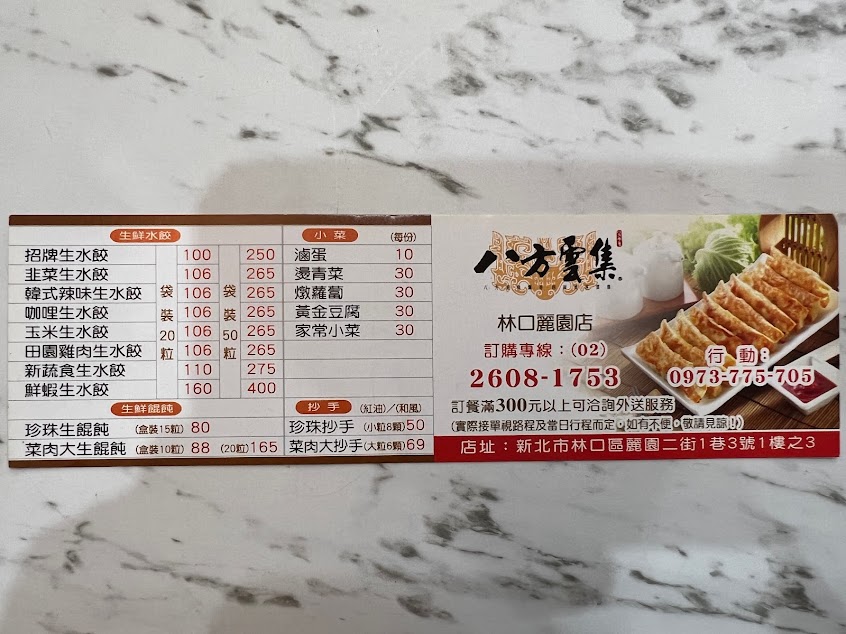 生鮮水餃
招牌生水餃 袋裝20粒 100 袋裝50粒 250
韭菜生水餃 106 265
韓式辣味生水餃 106 265
咖哩生水餃 106 265
玉米生水餃 106 265
田園雞肉生水餃 106 265
新蔬食生水餃 110 275
鮮蝦生水餃 160 400
生鮮餛飩
珍珠生餛飩 (盒裝15粒) 80
菜肉大生餛飩 (盒裝10粒) 88 (20粒) 165
小菜 (每份)
滷蛋 10
燙青菜 30
燉蘿蔔 30
黃金豆腐 30
家常小菜 30
抄手 (紅油)/(和風)
珍珠抄手 (小粒8顆) 50
菜肉大抄手 (大粒6顆) 69
八方雲集
林口麗園店
訂購專線:(02)
2608-1753
行動:
0973-775-705
訂餐滿300元以上可洽詢外送服務
(實際接單視路程及當日行程而定,如有不便,敬請見諒!!)
店址:新北市林口區麗園二街1巷3號1樓之3